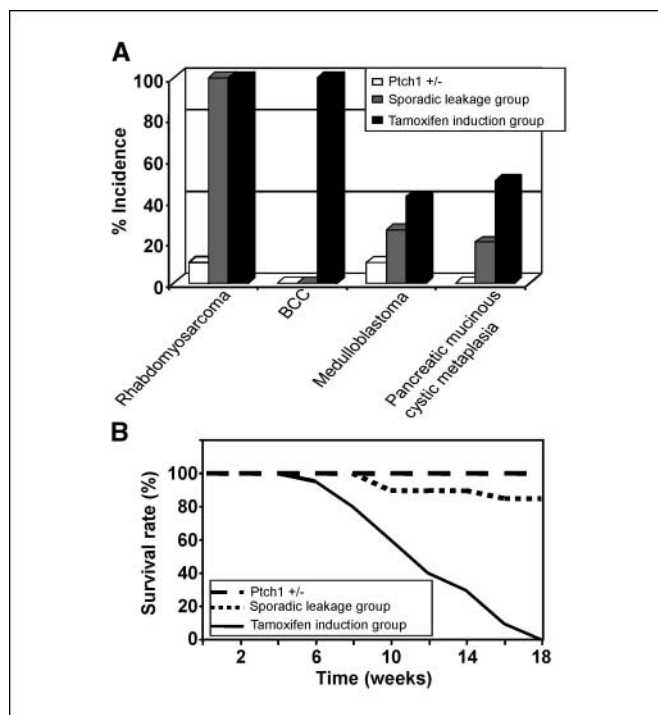 A
Ptch1 +/-
Sporadic leakage group
Tamoxifen induction group
% Incidence
100
80
60
40
20
0
Rhabdomyosarcoma
BCC
Medulloblastoma
Pancreatic mucinous
cystic metaplasia
B
Survival rate (%)
100
80
60
40
20
0
Ptch1 +/-
Sporadic leakage group
Tamoxifen induction group
2 6 10 14 18
Time (weeks)